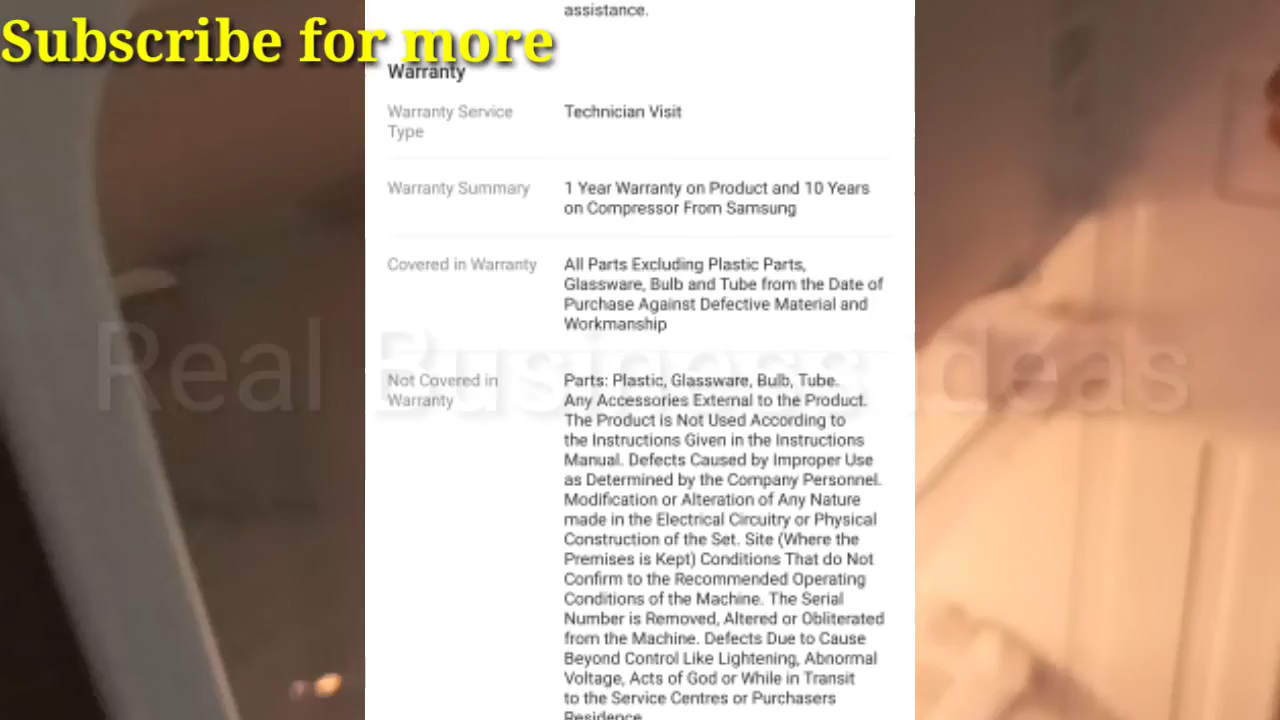 assistance.
Subscribe for more
Warranty
Warranty Service
Type
Technician Visit
Warranty Summary
1 Year Warranty on Product and 10 Years
on Compressor From Samsung
Covered in Warranty
All Parts Excluding Plastic Parts,
Glassware, Bulb and Tube from the Date of
Purchase Against Defective Material and
Workmanship
Real Business ideas
Not Covered in
Warranty
Parts: Plastic, Glassware, Bulb, Tube.
Any Accessories External to the Product.
The Product is Not Used According to
the Instructions Given in the Instructions
Manual. Defects Caused by Improper Use
as Determined by the Company Personnel.
Modification or Alteration of Any Nature
made in the Electrical Circuitry or Physical
Construction of the Set. Site (Where the
Premises is Kept) Conditions That do Not
Confirm to the Recommended Operating
Conditions of the Machine. The Serial
Number is Removed, Altered or Obliterated
from the Machine. Defects Due to Cause
Beyond Control Like Lightening, Abnormal
Voltage, Acts of God or While in Transit
to the Service Centres or Purchasers
Residence